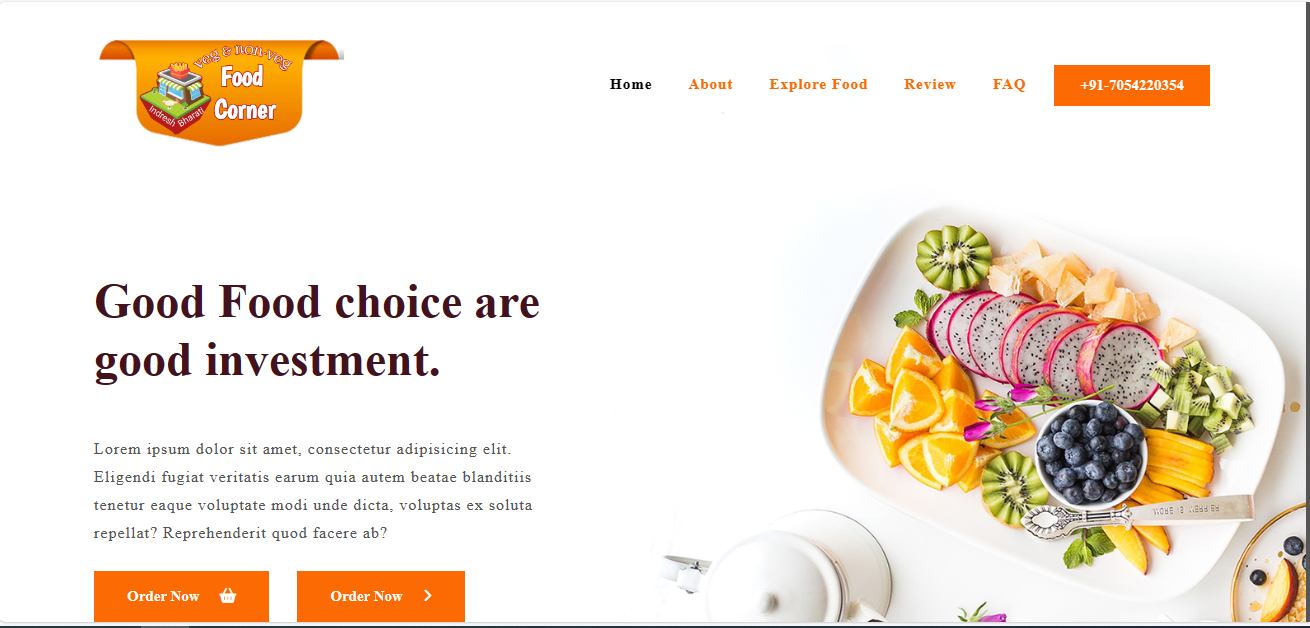 veg & non-veg
Food
Corner
Indresh Bharati
Home About Explore Food Review FAQ +91-7054220354
Good Food choice are
good investment.
Lorem ipsum dolor sit amet, consectetur adipisicing elit.
Eligendi fugiat veritatis earum quia autem beatae blanditiis
tenetur eaque voluptate modi unde dicta, voluptas ex soluta
repellat? Reprehenderit quod facere ab?
Order Now Order Now